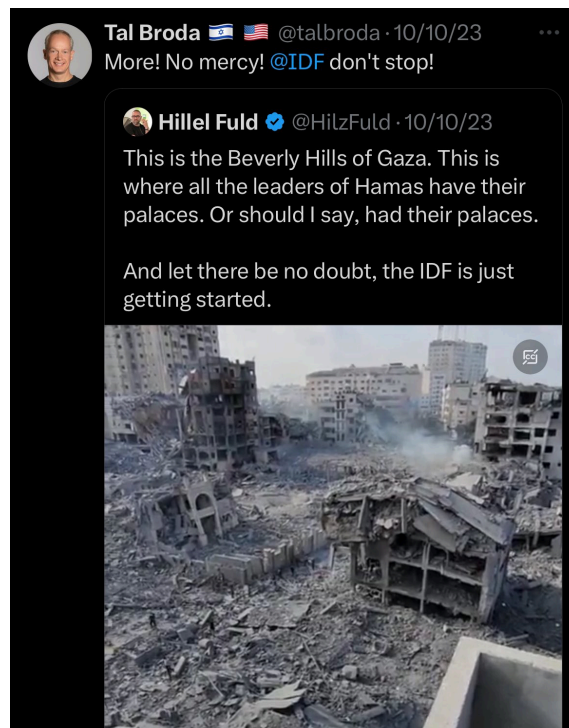 Tal Broda 🇮🇱 🇺🇸 @talbroda · 10/10/23
More! No mercy! @IDF don't stop!
Hillel Fuld @HilzFuld · 10/10/23
This is the Beverly Hills of Gaza. This is
where all the leaders of Hamas have their
palaces. Or should I say, had their palaces.
And let there be no doubt, the IDF is just
getting started.